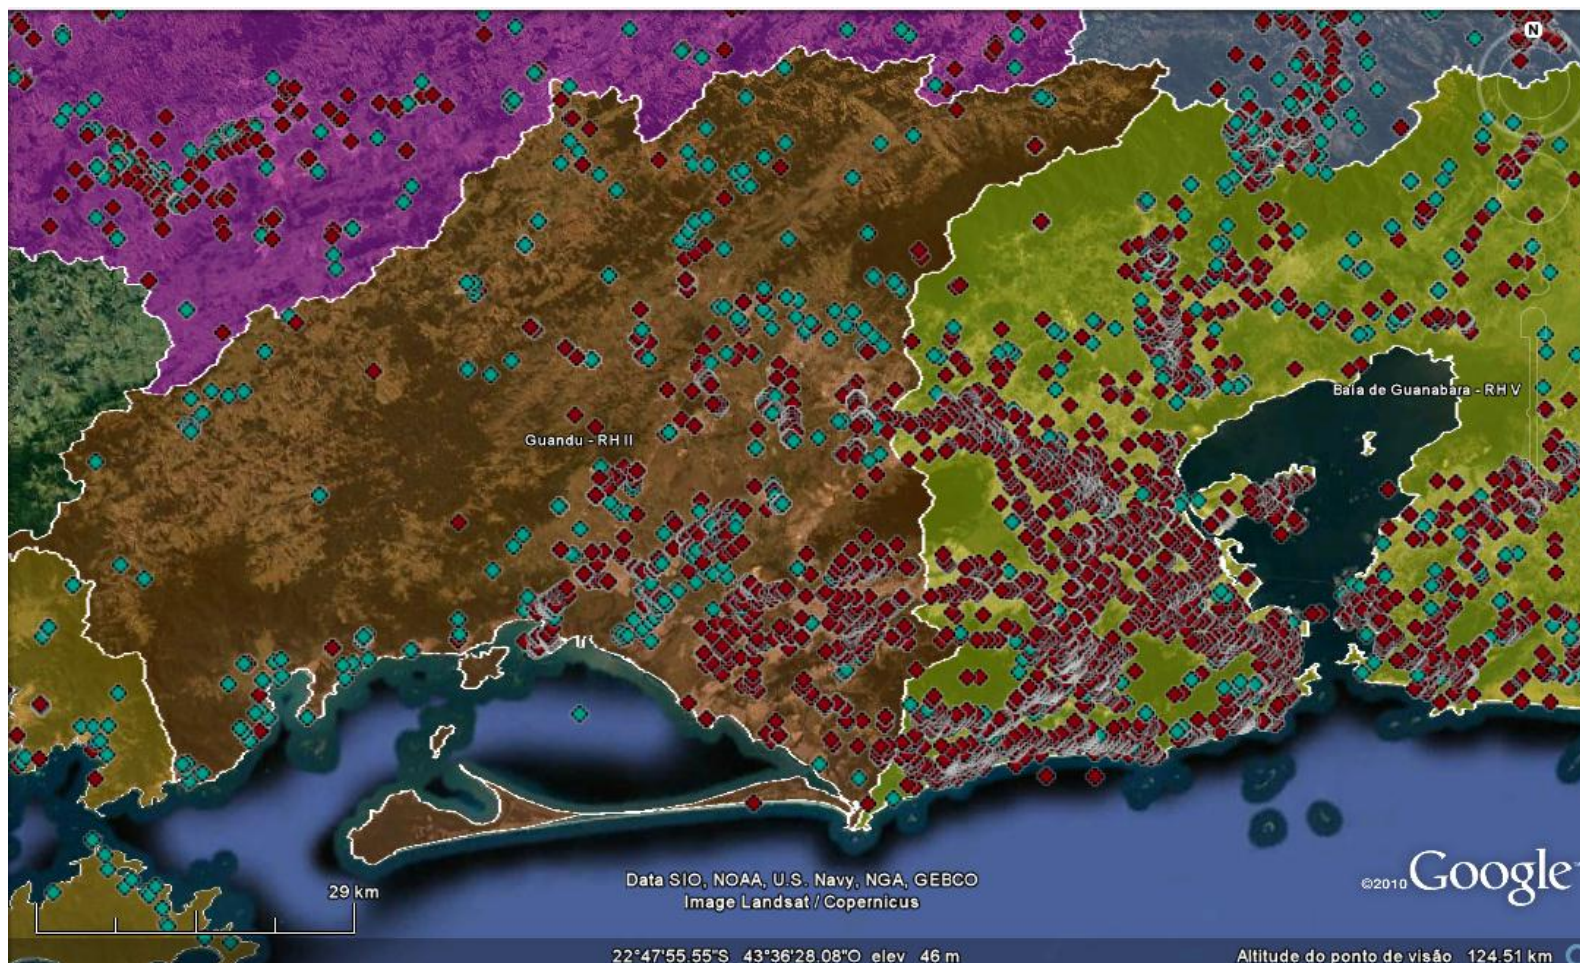 N
Baía de Guanabara - RH V
Guandu - RH II
29 km
Data SIO, NOAA, U.S. Navy, NGA, GEBCO
Image Landsat / Copernicus
©2010 Google
22°47'55.55"S 43°36'28.08"O elev 46 m
Altitude do ponto de visão 124.51 km